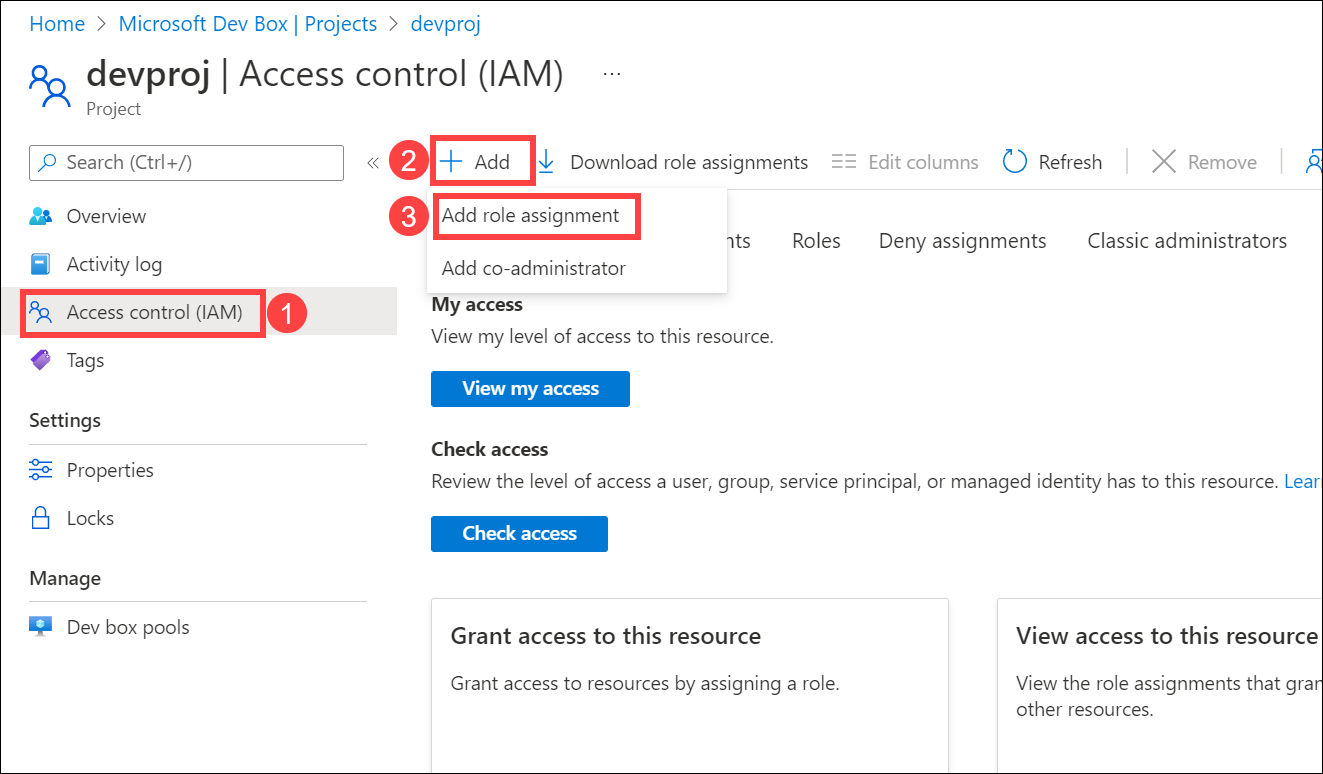 Home > Microsoft Dev Box | Projects > devproj
devproj | Access control (IAM) ...
Project
Search (Ctrl+/)
«
2
+ Add
Download role assignments
Edit columns
Refresh
Remove
Overview
Activity log
Access control (IAM)
1
Tags
Settings
Properties
Locks
Manage
Dev box pools
3
Add role assignment
Add co-administrator
nts
Roles
Deny assignments
Classic administrators
My access
View my level of access to this resource.
View my access
Check access
Review the level of access a user, group, service principal, or managed identity has to this resource. Lear
Check access
Grant access to this resource
Grant access to resources by assigning a role.
View access to this resource
View the role assignments that gran
other resources.